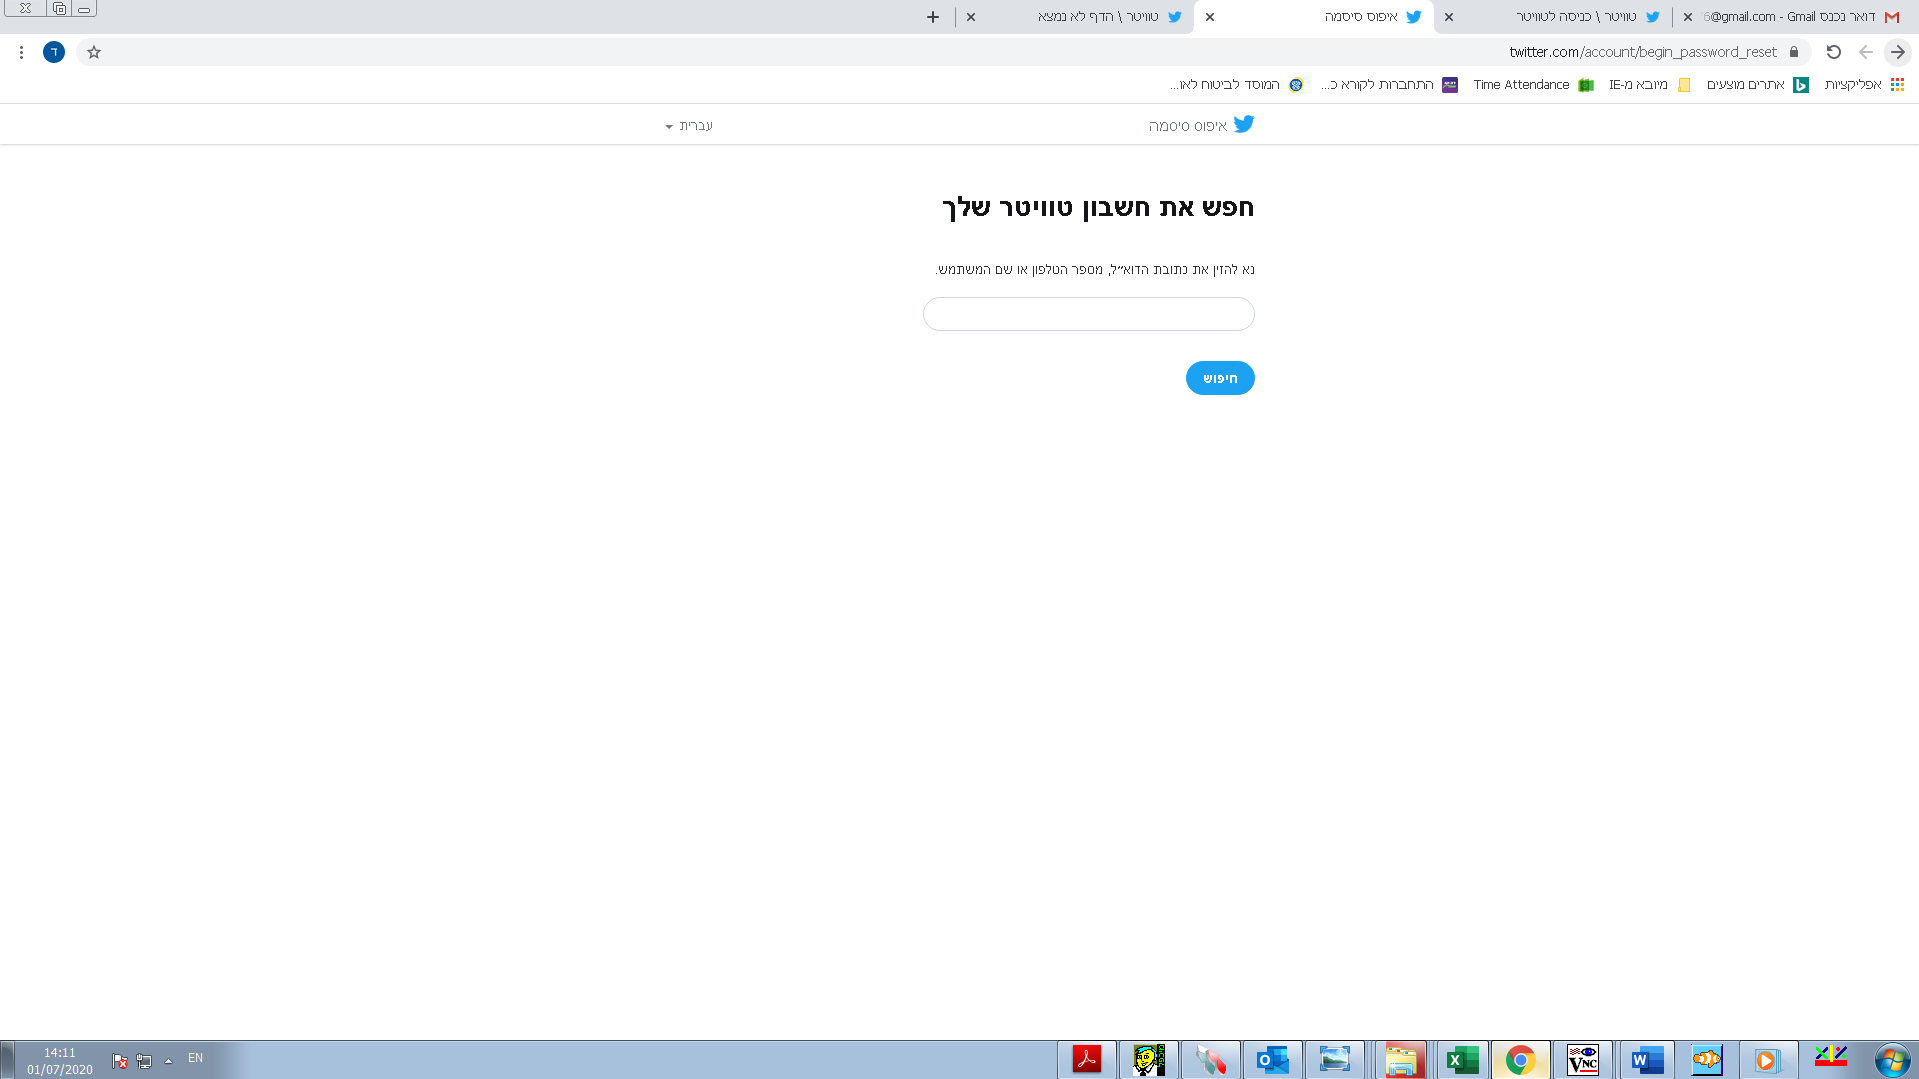 דואר נכנס - 6@gmail.com - Gmail
טוויטר \ כניסה לטוויטר
איפוס סיסמה
טוויטר \ הדף לא נמצא
twitter.com/account/begin_password_reset
ד
אפליקציות
אתרים מוצעים
מיובא מ-IE
Time Attendance
התחברות לקורא כ...
המוסד לביטוח לאו...
איפוס סיסמה
עברית
חפש את חשבון טוויטר שלך
נא להזין את כתובת הדוא״ל, מספר הטלפון או שם המשתמש.
חיפוש
EN
14:11
01/07/2020